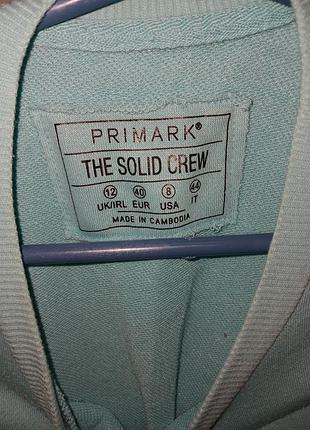 PRIMARK®
THE SOLID CREW
12 40 8 44
UK/IRL EUR USA IT
MADE IN CAMBODIA